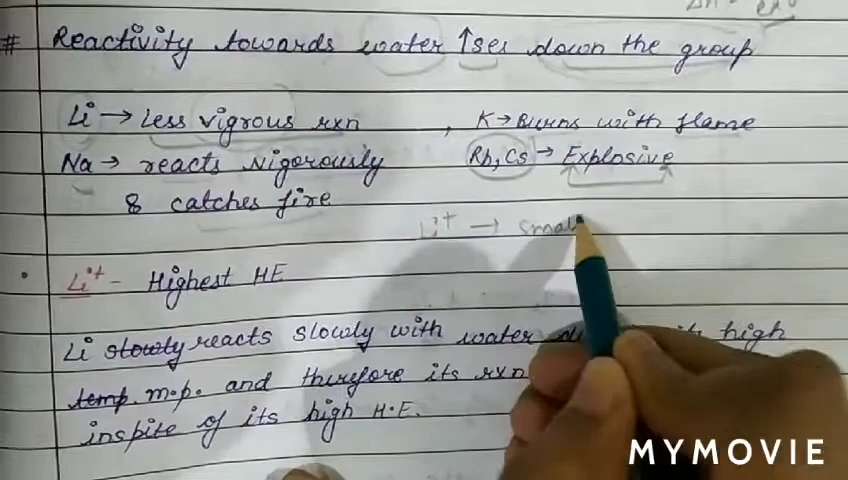 # Reactivity towards water ↑ses down the group
Li → Less vigrous rxn , K → Burns with flame
Na → reacts vigorously Rb, Cs → Explosive
& catches fire
Li+ → smal
• Li+ - Highest HE
Li slowly reacts slowly with water its high
temp. m.p. and therefore its rxn
inspite of its high H.E.
MYMOVIE